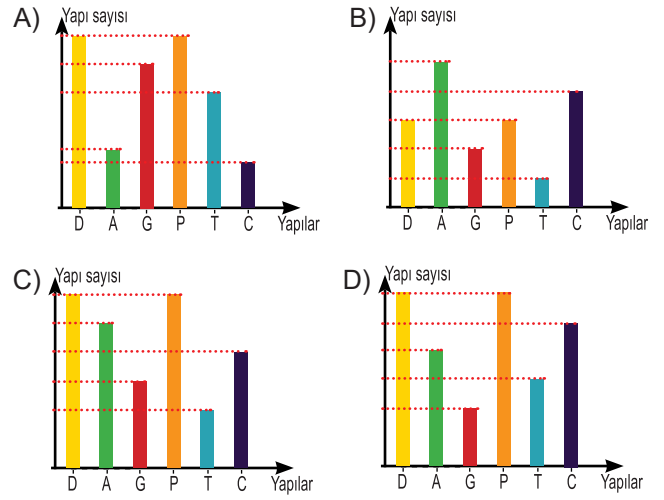 A)
Yapı sayısı
D A G P T C Yapılar
B)
Yapı sayısı
D A G P T C Yapılar
C)
Yapı sayısı
D A G P T C Yapılar
D)
Yapı sayısı
D A G P T C Yapılar